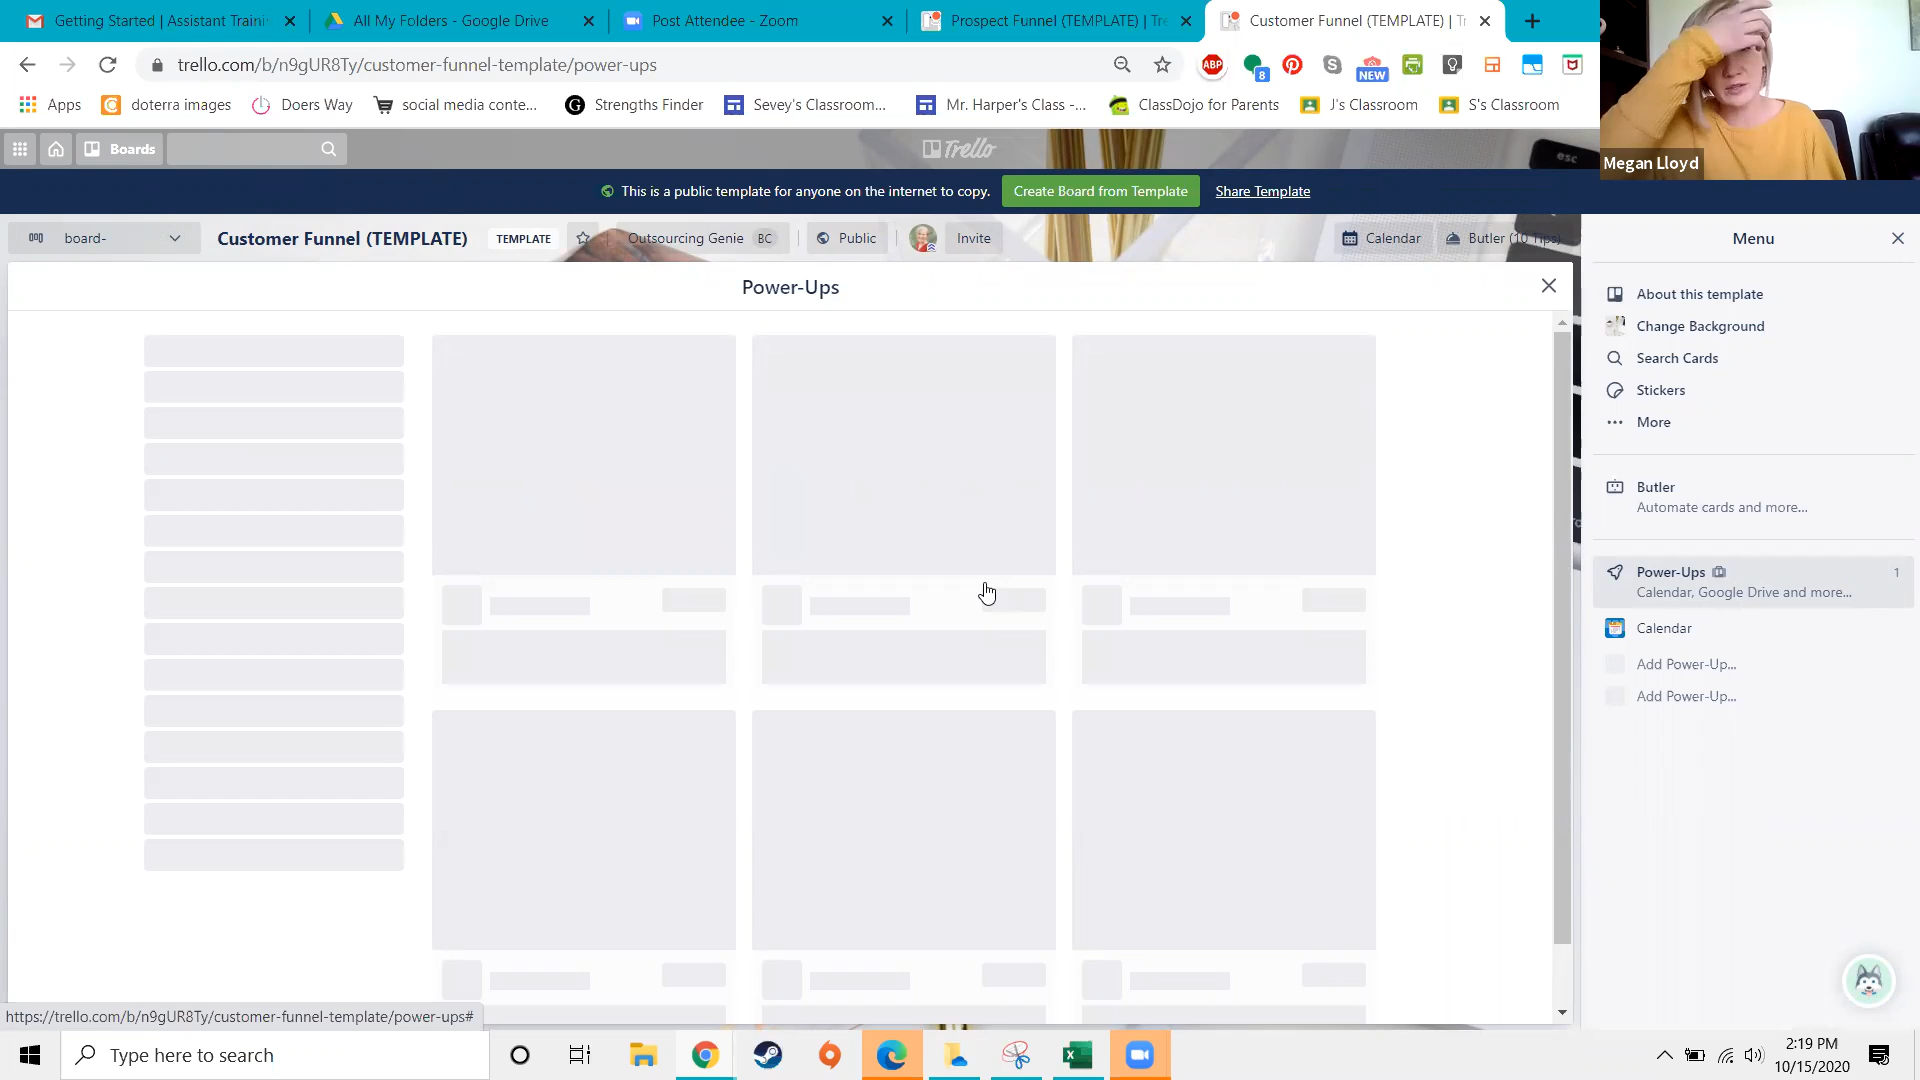 Getting Started | Assistant Traini
All My Folders - Google Drive
Post Attendee - Zoom
Prospect Funnel (TEMPLATE) | Tre
Customer Funnel (TEMPLATE) | Tr
trello.com/b/n9gUR8Ty/customer-funnel-template/power-ups
ABP
8
NEW
Apps
doterra images
Doers Way
social media conte...
G
Strengths Finder
Sevey's Classroom...
Mr. Harper's Class -...
ClassDojo for Parents
J's Classroom
S's Classroom
Megan Lloyd
Boards
Trello
esc
This is a public template for anyone on the internet to copy.
Create Board from Template
Share Template
board-
Customer Funnel (TEMPLATE)
TEMPLATE
Outsourcing Genie BC
Public
Invite
Calendar
Butler (10 Tips)
Menu
Power-Ups
About this template
Change Background
Search Cards
Stickers
More
Butler
Automate cards and more...
Power-Ups 1
Calendar, Google Drive and more...
Calendar
Add Power-Up...
Add Power-Up...
https://trello.com/b/n9gUR8Ty/customer-funnel-template/power-ups#
Type here to search
2:19 PM
10/15/2020